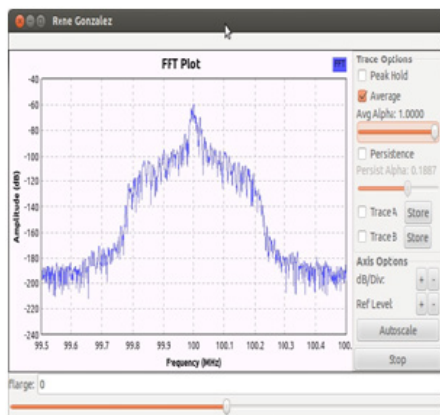 Rene Gonzalez
FFT Plot
FFT
Amplitude (dB)
-40
-60
-80
-100
-120
-140
-160
-180
-200
-220
-240
99.5 99.6 99.7 99.8 99.9 100 100.1 100.2 100.3 100.4 100.
Frequency (MHz)
Trace Options
Peak Hold
Average
Avg Alpha: 1.0000
Persistence
Persist Alpha: 0.1887
Trace A Store
Trace B Store
Axis Options
dB/Div: + -
Ref Level: + -
Autoscale
Stop
flarge: 0